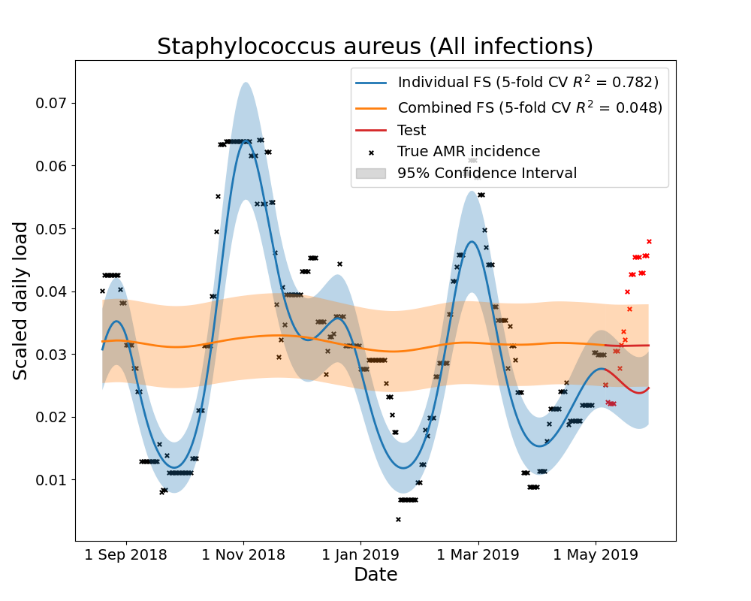 Staphylococcus aureus (All infections)
Individual FS (5-fold CV R² = 0.782)
Combined FS (5-fold CV R² = 0.048)
Test
True AMR incidence
95% Confidence Interval
Scaled daily load
0.07
0.06
0.05
0.04
0.03
0.02
0.01
1 Sep 2018 1 Nov 2018 1 Jan 2019 1 Mar 2019 1 May 2019
Date